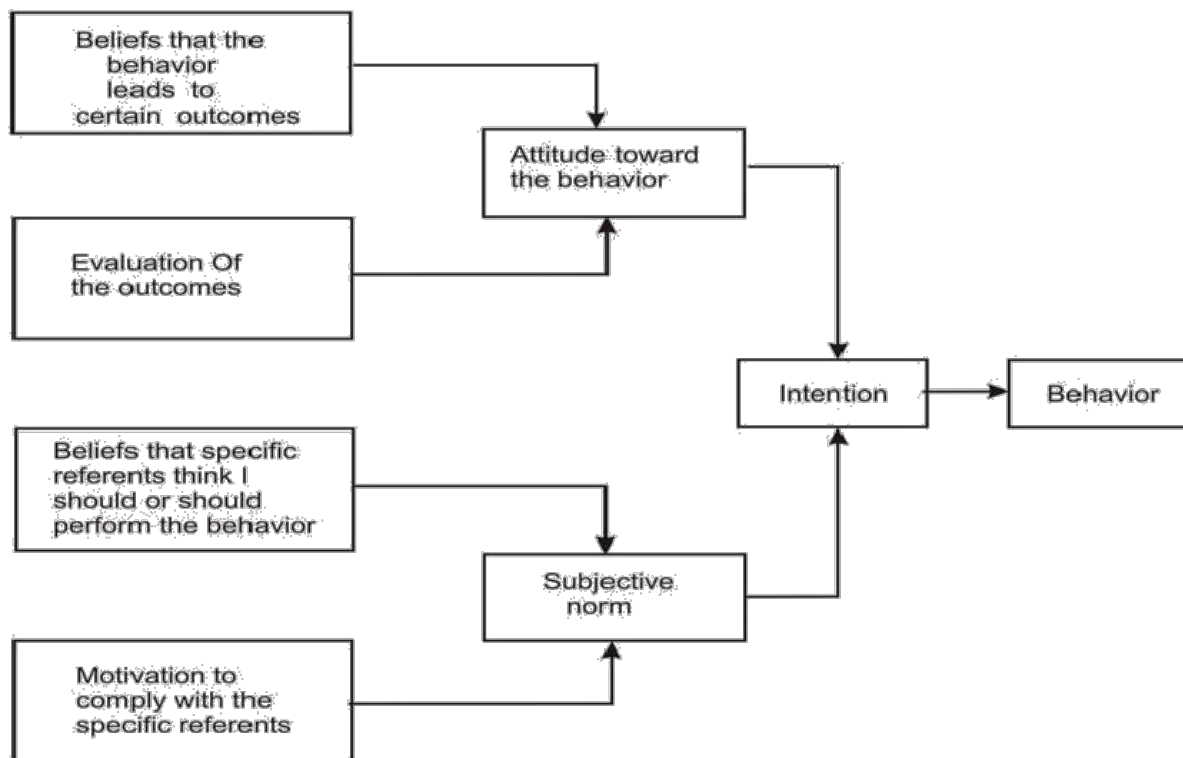 Beliefs that the
behavior
leads to
certain outcomes
Attitude toward
the behavior
Evaluation Of
the outcomes
Intention
Behavior
Beliefs that specific
referents think I
should or should
perform the behavior
Subjective
norm
Motivation to
comply with the
specific referents